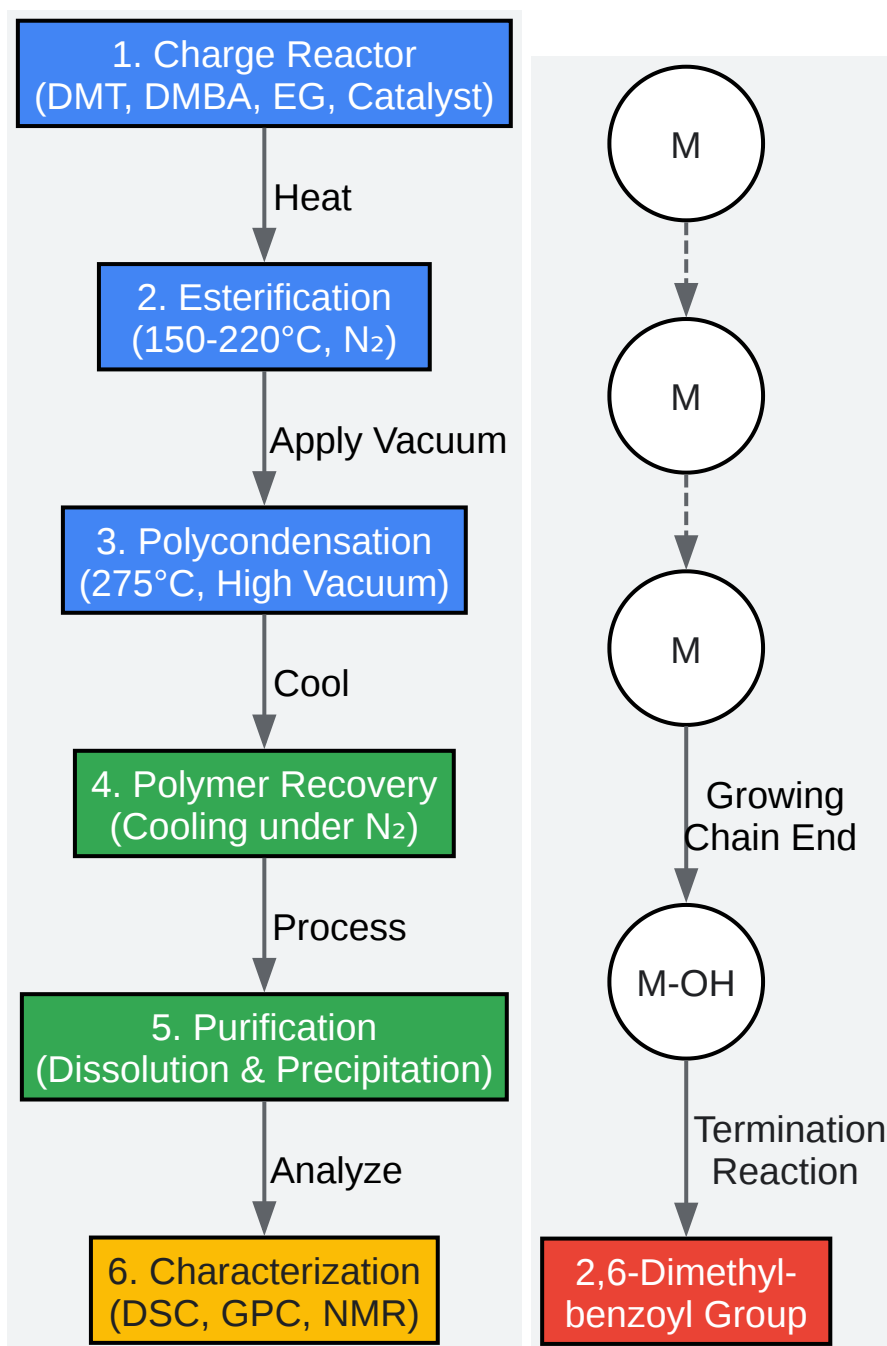 1. Charge Reactor
(DMT, DMBA, EG, Catalyst)
Heat
2. Esterification
(150-220°C, N₂)
Apply Vacuum
3. Polycondensation
(275°C, High Vacuum)
Cool
4. Polymer Recovery
(Cooling under N₂)
Process
5. Purification
(Dissolution & Precipitation)
Analyze
6. Characterization
(DSC, GPC, NMR)
M
M
M
Growing
Chain End
M-OH
Termination
Reaction
2,6-Dimethyl-
benzoyl Group